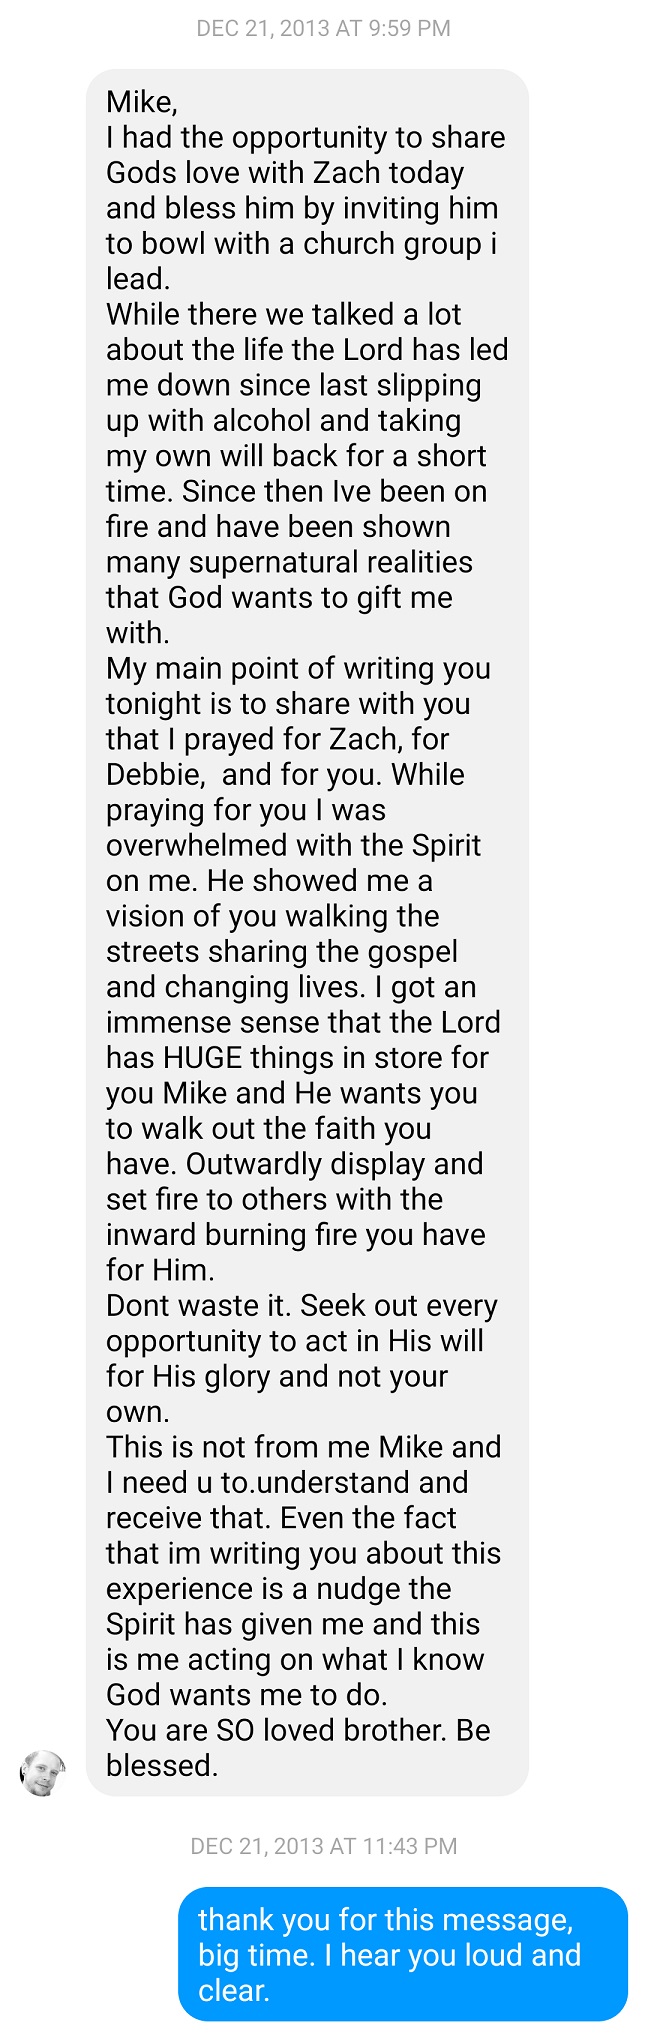 DEC 21, 2013 AT 9:59 PM
Mike,
I had the opportunity to share
Gods love with Zach today
and bless him by inviting him
to bowl with a church group i
lead.
While there we talked a lot
about the life the Lord has led
me down since last slipping
up with alcohol and taking
my own will back for a short
time. Since then Ive been on
fire and have been shown
many supernatural realities
that God wants to gift me
with.
My main point of writing you
tonight is to share with you
that I prayed for Zach, for
Debbie,  and for you. While
praying for you I was
overwhelmed with the Spirit
on me. He showed me a
vision of you walking the
streets sharing the gospel
and changing lives. I got an
immense sense that the Lord
has HUGE things in store for
you Mike and He wants you
to walk out the faith you
have. Outwardly display and
set fire to others with the
inward burning fire you have
for Him.
Dont waste it. Seek out every
opportunity to act in His will
for His glory and not your
own.
This is not from me Mike and
I need u to.understand and
receive that. Even the fact
that im writing you about this
experience is a nudge the
Spirit has given me and this
is me acting on what I know
God wants me to do.
You are SO loved brother. Be
blessed.
DEC 21, 2013 AT 11:43 PM
thank you for this message,
big time. I hear you loud and
clear.